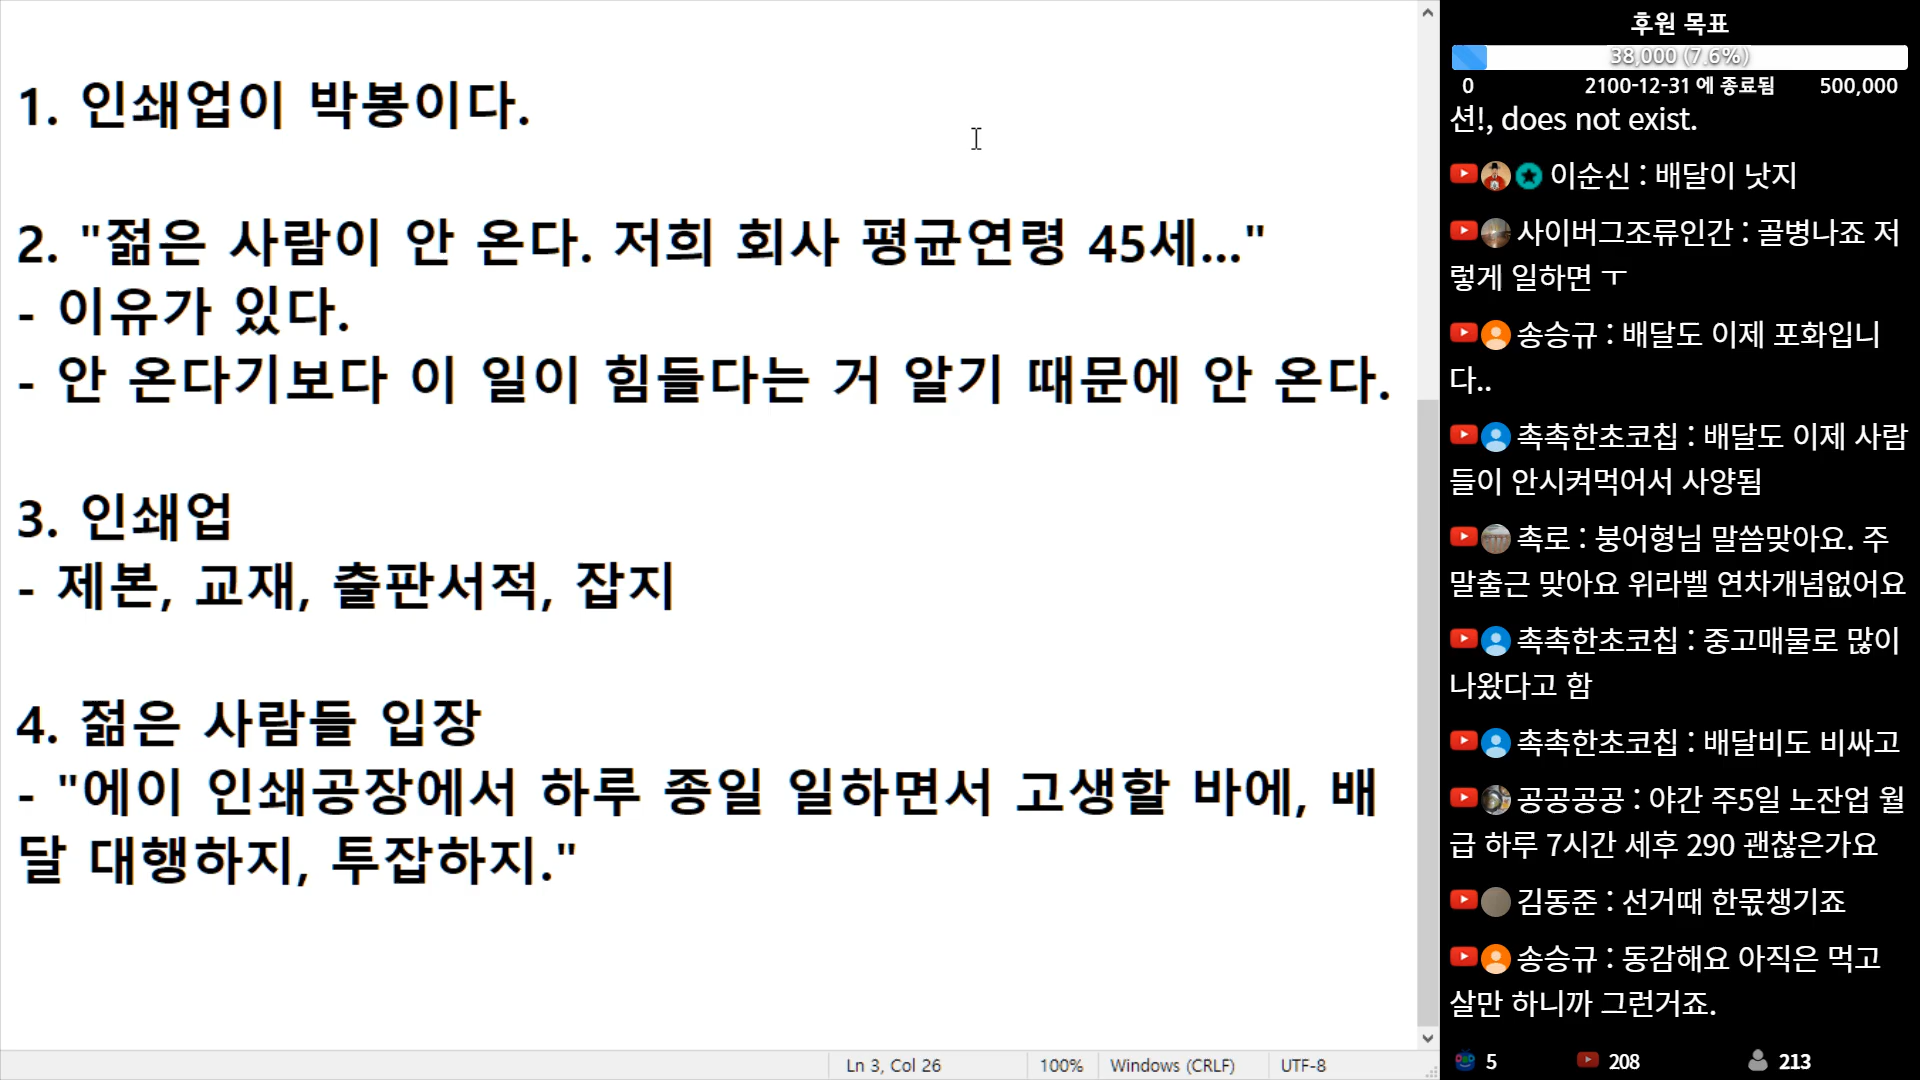 1. 인쇄업이 박봉이다.
2. "젊은 사람이 안 온다. 저희 회사 평균연령 45세..."
- 이유가 있다.
- 안 온다기보다 이 일이 힘들다는 거 알기 때문에 안 온다.
3. 인쇄업
- 제본, 교재, 출판서적, 잡지
4. 젊은 사람들 입장
- "에이 인쇄공장에서 하루 종일 일하면서 고생할 바에, 배
달 대행하지, 투잡하지."
Ln 3, Col 26 100% Windows (CRLF) UTF-8
후원 목표
38,000 (7.6%)
0 2100-12-31 에 종료됨 500,000
션!, does not exist.
이순신 : 배달이 낫지
사이버그조류인간 : 골병나죠 저
렇게 일하면 ㅜ
송승규 : 배달도 이제 포화입니
다..
촉촉한초코칩 : 배달도 이제 사람
들이 안시켜먹어서 사양됨
촉로 : 붕어형님 말씀맞아요. 주
말출근 맞아요 위라벨 연차개념없어요
촉촉한초코칩 : 중고매물로 많이
나왔다고 함
촉촉한초코칩 : 배달비도 비싸고
공공공공 : 야간 주5일 노잔업 월
급 하루 7시간 세후 290 괜찮은가요
김동준 : 선거때 한몫챙기죠
송승규 : 동감해요 아직은 먹고
살만 하니까 그런거죠.
5 208 213